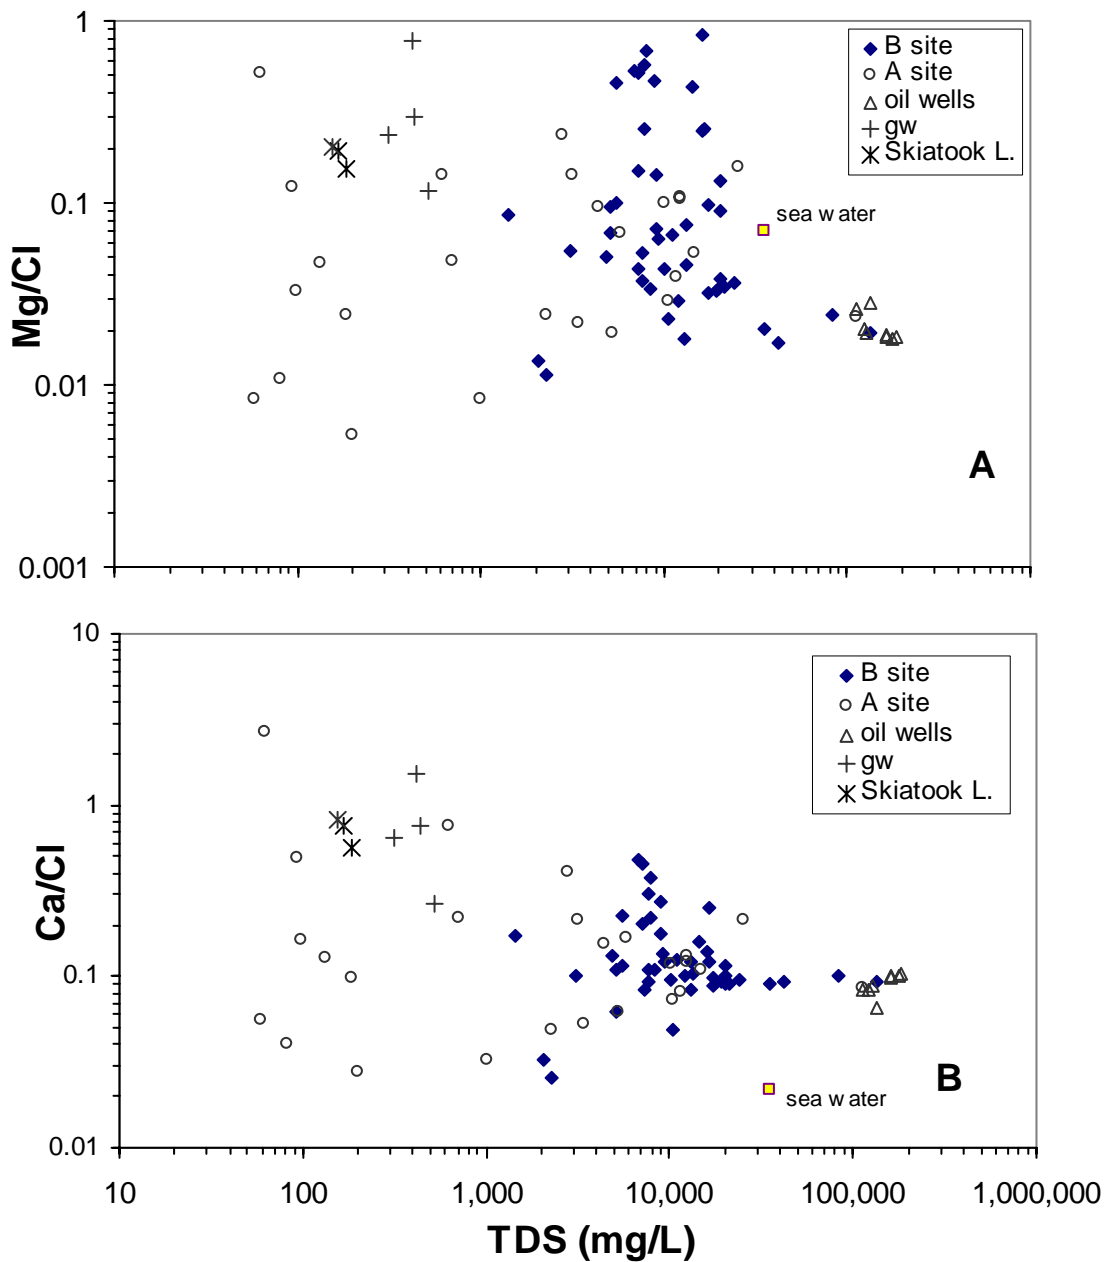 1
0.1
0.01
0.001
Mg/Cl
B site
A site
oil wells
gw
Skiatook L.
sea water
A
10
1
0.1
0.01
Ca/Cl
B site
A site
oil wells
gw
Skiatook L.
sea water
B
10 100 1,000 10,000 100,000 1,000,000
TDS (mg/L)